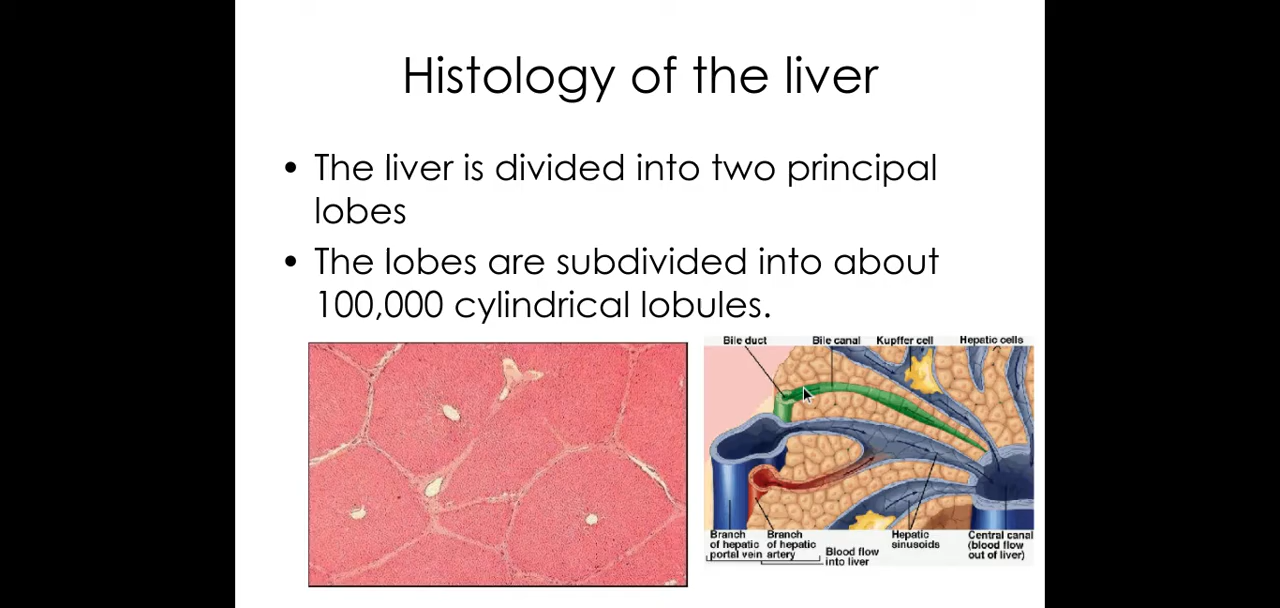 Histology of the liver
• The liver is divided into two principal
lobes
• The lobes are subdivided into about
100,000 cylindrical lobules.
Bile duct
Bile canal
Kupffer cell
Hepatic cells
Branch
of hepatic
portal vein
Branch
of hepatic
artery
Blood flow
into liver
Hepatic
sinusoids
Central canal
(blood flow
out of liver)